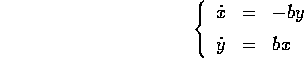 ẋ = -by
ẏ = bx